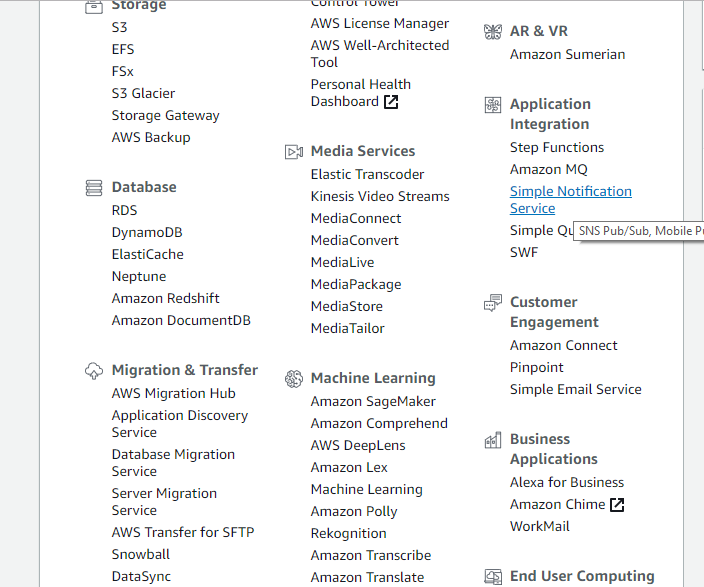 Storage
S3
EFS
FSx
S3 Glacier
Storage Gateway
AWS Backup
Database
RDS
DynamoDB
ElastiCache
Neptune
Amazon Redshift
Amazon DocumentDB
Migration & Transfer
AWS Migration Hub
Application Discovery
Service
Database Migration
Service
Server Migration
Service
AWS Transfer for SFTP
Snowball
DataSync
Control Tower
AWS License Manager
AWS Well-Architected
Tool
Personal Health
Dashboard
Media Services
Elastic Transcoder
Kinesis Video Streams
MediaConnect
MediaConvert
MediaLive
MediaPackage
MediaStore
MediaTailor
Machine Learning
Amazon SageMaker
Amazon Comprehend
AWS DeepLens
Amazon Lex
Machine Learning
Amazon Polly
Rekognition
Amazon Transcribe
Amazon Translate
AR & VR
Amazon Sumerian
Application
Integration
Step Functions
Amazon MQ
Simple Notification
Service
Simple Qu
SNS Pub/Sub, Mobile Pu
SWF
Customer
Engagement
Amazon Connect
Pinpoint
Simple Email Service
Business
Applications
Alexa for Business
Amazon Chime
WorkMail
End User Computing